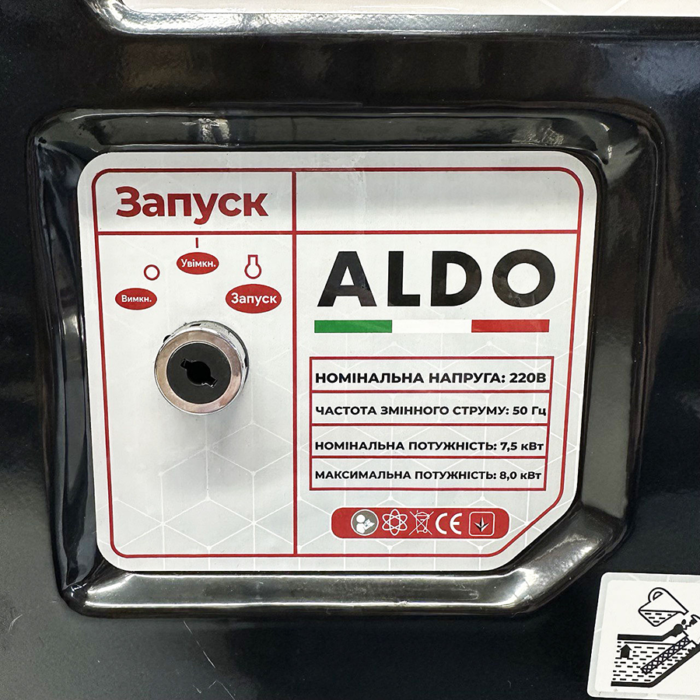 Запуск
Увімкн.
Вимкн.
Запуск
ALDO
НОМІНАЛЬНА НАПРУГА: 220В
ЧАСТОТА ЗМІННОГО СТРУМУ: 50 Гц
НОМІНАЛЬНА ПОТУЖНІСТЬ: 7,5 кВт
МАКСИМАЛЬНА ПОТУЖНІСТЬ: 8,0 кВт
CE